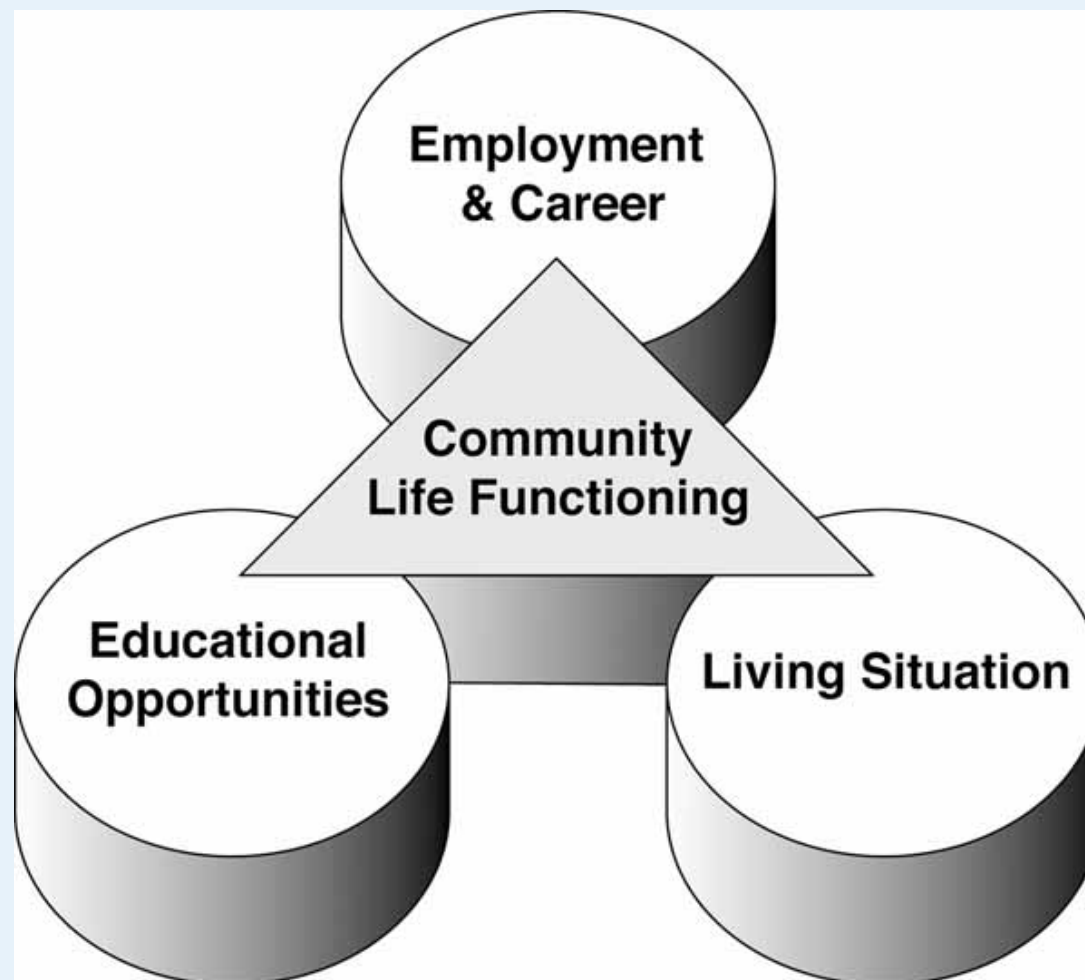 Employment
& Career
Community
Life Functioning
Educational
Opportunities
Living Situation